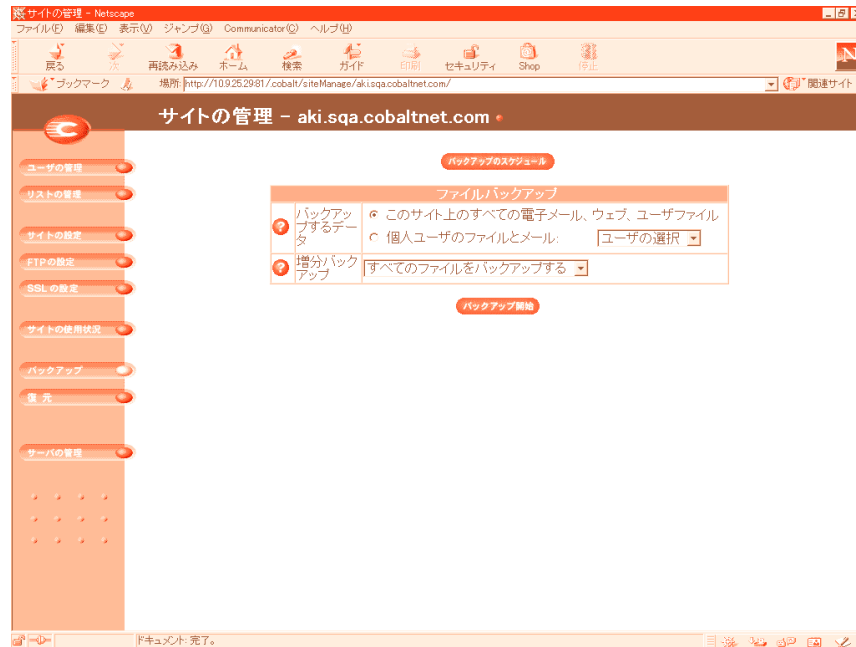 サイトの管理 - Netscape
ファイル(F) 編集(E) 表示(V) ジャンプ(G) Communicator(C) ヘルプ(H)
戻る 次 再読み込み ホーム 検索 ガイド 印刷 セキュリティ Shop 停止
N
ブックマーク 場所: http://10.9.25.29:81/.cobalt/siteManage/aki.sqa.cobaltnet.com/ 関連サイト
サイトの管理 – aki.sqa.cobaltnet.com
ユーザの管理
リストの管理
サイトの設定
FTPの設定
SSL の設定
サイトの使用状況
バックアップ
復 元
サーバの管理
バックアップのスケジュール
ファイルバックアップ
バックアッ
プするデー
タ
このサイト上のすべての電子メール、ウェブ、ユーザファイル
個人ユーザのファイルとメール: ユーザの選択
増分バック
アップ
すべてのファイルをバックアップする
バックアップ開始
ドキュメント: 完了。